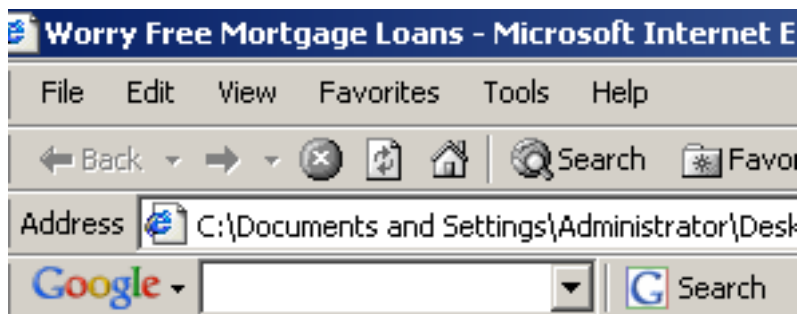 Worry Free Mortgage Loans - Microsoft Internet E
File Edit View Favorites Tools Help
Back Search Favor
Address C:\Documents and Settings\Administrator\Desk
Google G Search